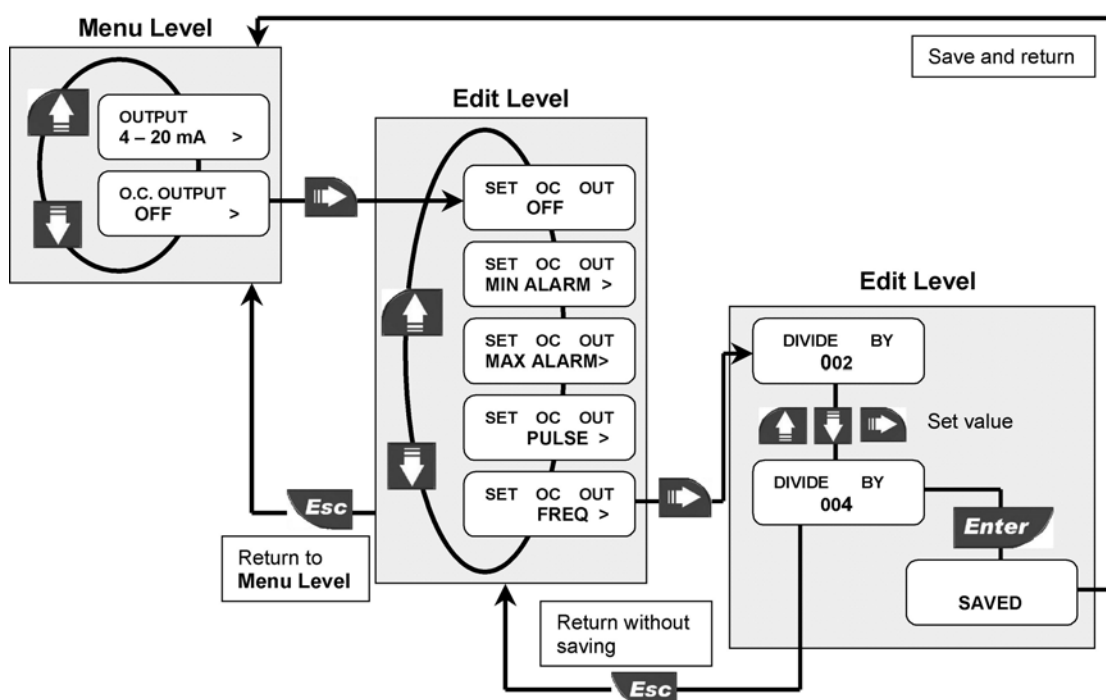 Menu Level
OUTPUT
4 – 20 mA >
O.C. OUTPUT
OFF >
Edit Level
SET OC OUT
OFF
SET OC OUT
MIN ALARM >
SET OC OUT
MAX ALARM>
SET OC OUT
PULSE >
SET OC OUT
FREQ >
Esc
Return to
Menu Level
Save and return
Edit Level
DIVIDE BY
002
Set value
DIVIDE BY
004
Enter
SAVED
Return without
saving
Esc